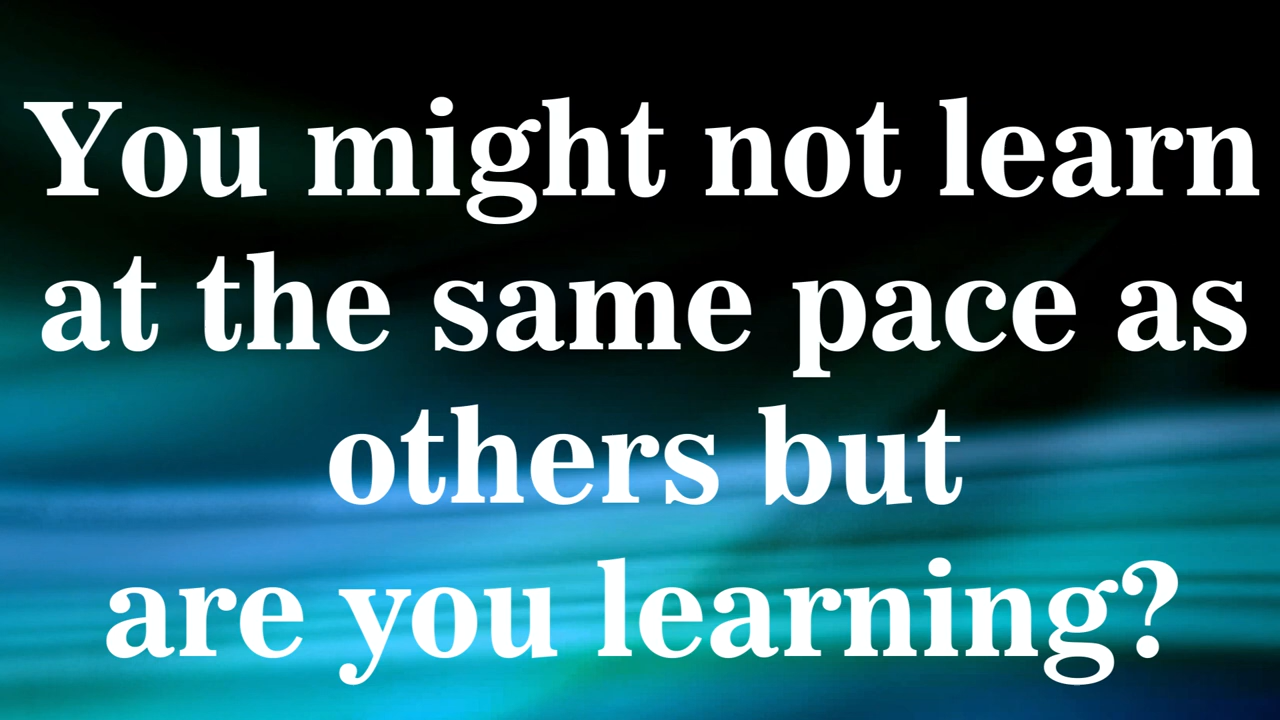 You might not learn
at the same pace as
others but
are you learning?